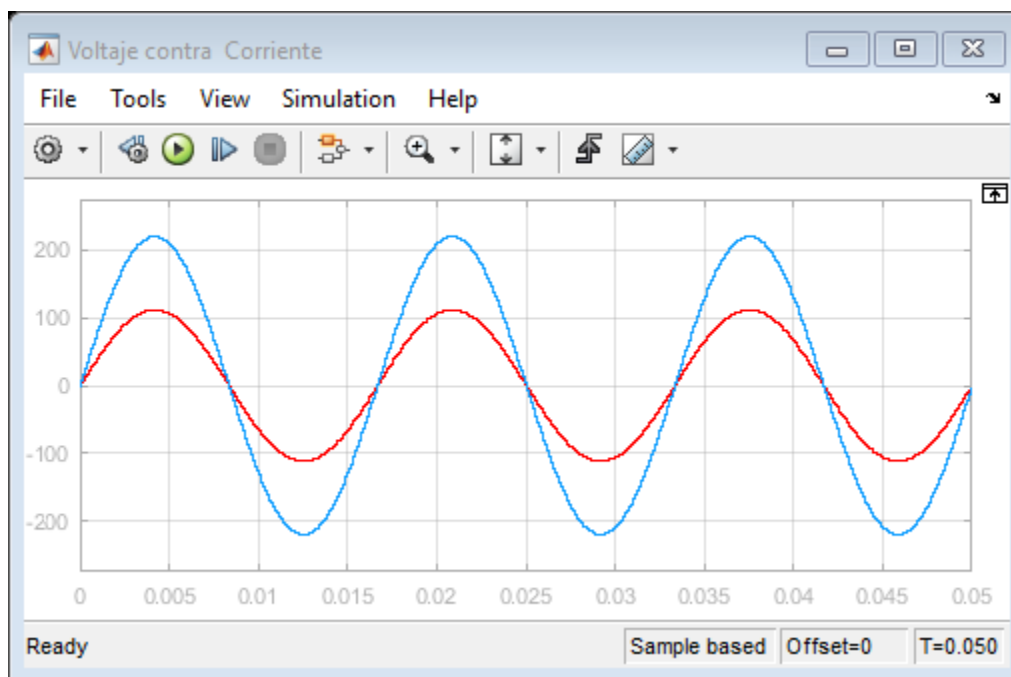 Voltaje contra Corriente
File Tools View Simulation Help
200
100
0
-100
-200
0 0.005 0.01 0.015 0.02 0.025 0.03 0.035 0.04 0.045 0.05
Ready Sample based Offset=0 T=0.050